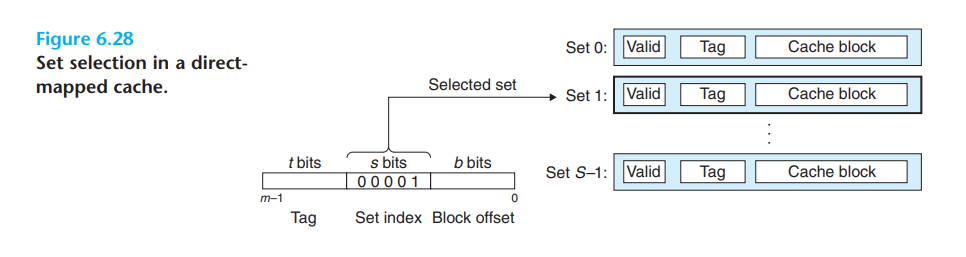 Figure 6.28
Set selection in a direct-
mapped cache.
Set 0: Valid Tag Cache block
Selected set
Set 1: Valid Tag Cache block
t bits s bits b bits
Set S–1: Valid Tag Cache block
0 0 0 0 1
m–1 0
Tag Set index Block offset